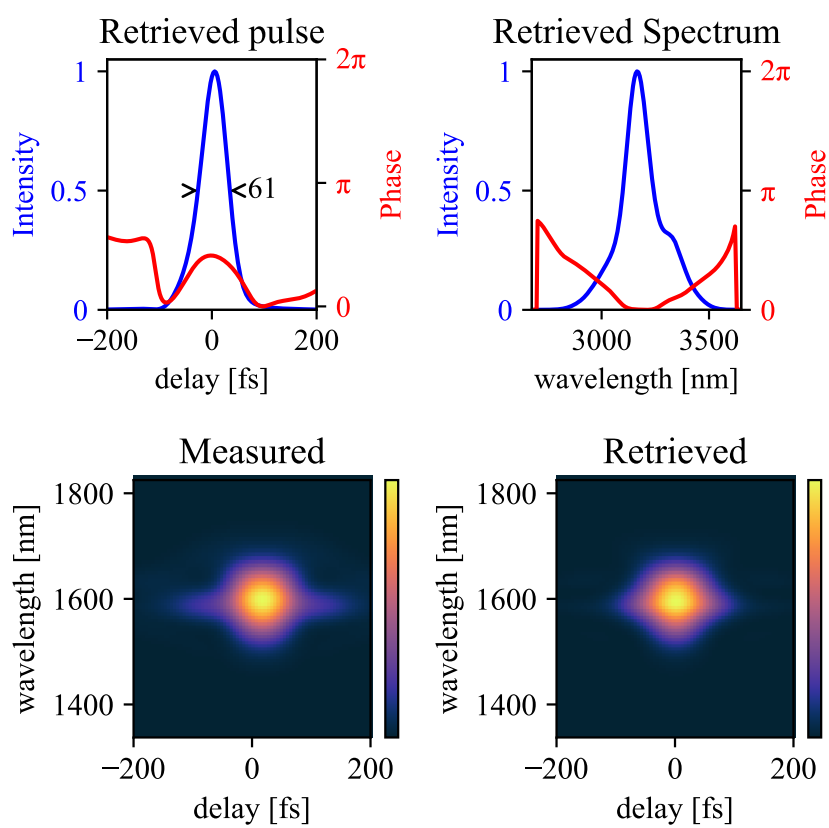 Retrieved pulse
Retrieved Spectrum
1
0.5
0
Intensity
2π
π
0
Phase
>
<61
−200
0
200
delay [fs]
1
0.5
0
Intensity
2π
π
0
Phase
3000
3500
wavelength [nm]
Measured
Retrieved
1800
1600
1400
wavelength [nm]
−200
0
200
delay [fs]
1800
1600
1400
wavelength [nm]
−200
0
200
delay [fs]